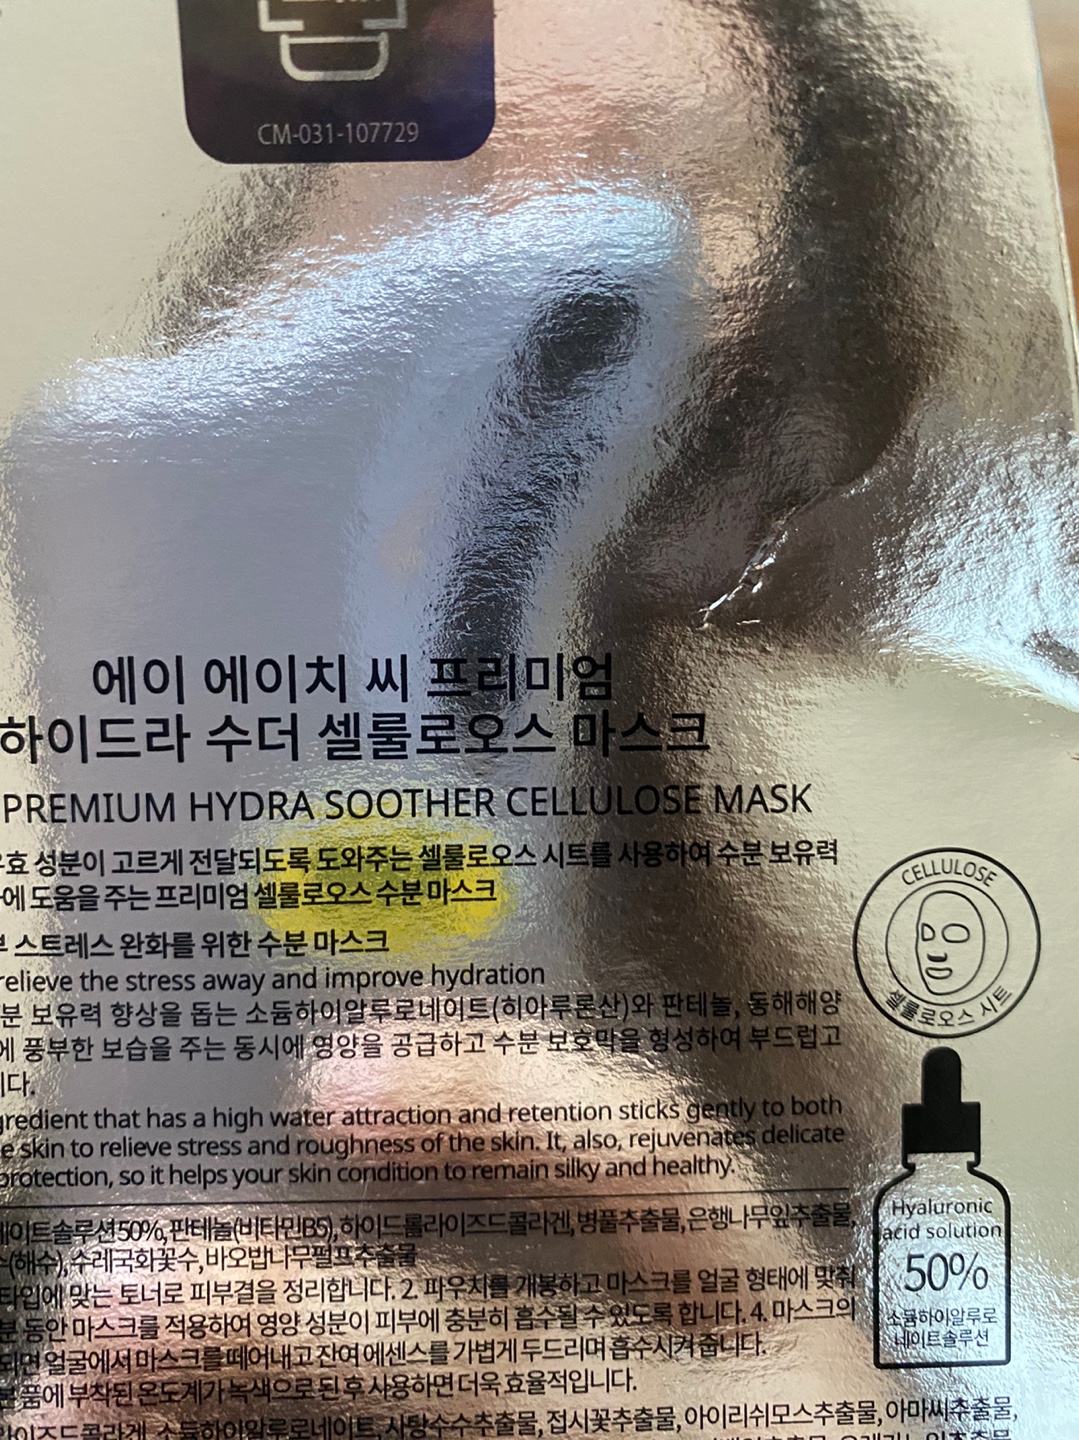 CM-031-107729
에이 에이치 씨 프리미엄
하이드라 수더 셀룰로오스 마스크
PREMIUM HYDRA SOOTHER CELLULOSE MASK
성분이 고르게 전달되도록 도와주는 셀룰로오스 시트를 사용하여 수분 보유력
에 도움을 주는 프리미엄 셀룰로오스 수분 마스크
스트레스 완화를 위한 수분 마스크
relieve the stress away and improve hydration
분 보유력 향상을 돕는 소듐하이알루로네이트(히아루론산)와 판테놀, 동해해양
에 풍부한 보습을 주는 동시에 영양을 공급하고 수분 보호막을 형성하여 부드럽고
니다.
gredient that has a high water attraction and retention sticks gently to both
e skin to relieve stress and roughness of the skin. It, also, rejuvenates delicate
protection, so it helps your skin condition to remain silky and healthy.
네이트솔루션50%, 판테놀(비타민B5), 하이드롤라이즈드콜라겐, 병풀추출물, 은행나무잎추출물,
(해수), 수레국화꽃수, 바오밥나무펄프추출물
타입에 맞는 토너로 피부결을 정리합니다. 2. 파우치를 개봉하고 마스크를 얼굴 형태에 맞춰
분 동안 마스크를 적용하여 영양 성분이 피부에 충분히 흡수될 수 있도록 합니다. 4. 마스크의
되면 얼굴에서 마스크를 떼어내고 잔여 에센스를 가볍게 두드리며 흡수시켜 줍니다.
본 품에 부착된 온도계가 녹색으로 된 후 사용하면 더욱 효율적입니다.
라이즈드콜라겐, 소듐하이알루로네이트, 사탕수수추출물, 접시꽃추출물, 아이리쉬모스추출물, 아마씨추출물,
CELLULOSE
셀룰로오스 시트
Hyaluronic
acid solution
50%
소듐하이알루로
네이트솔루션